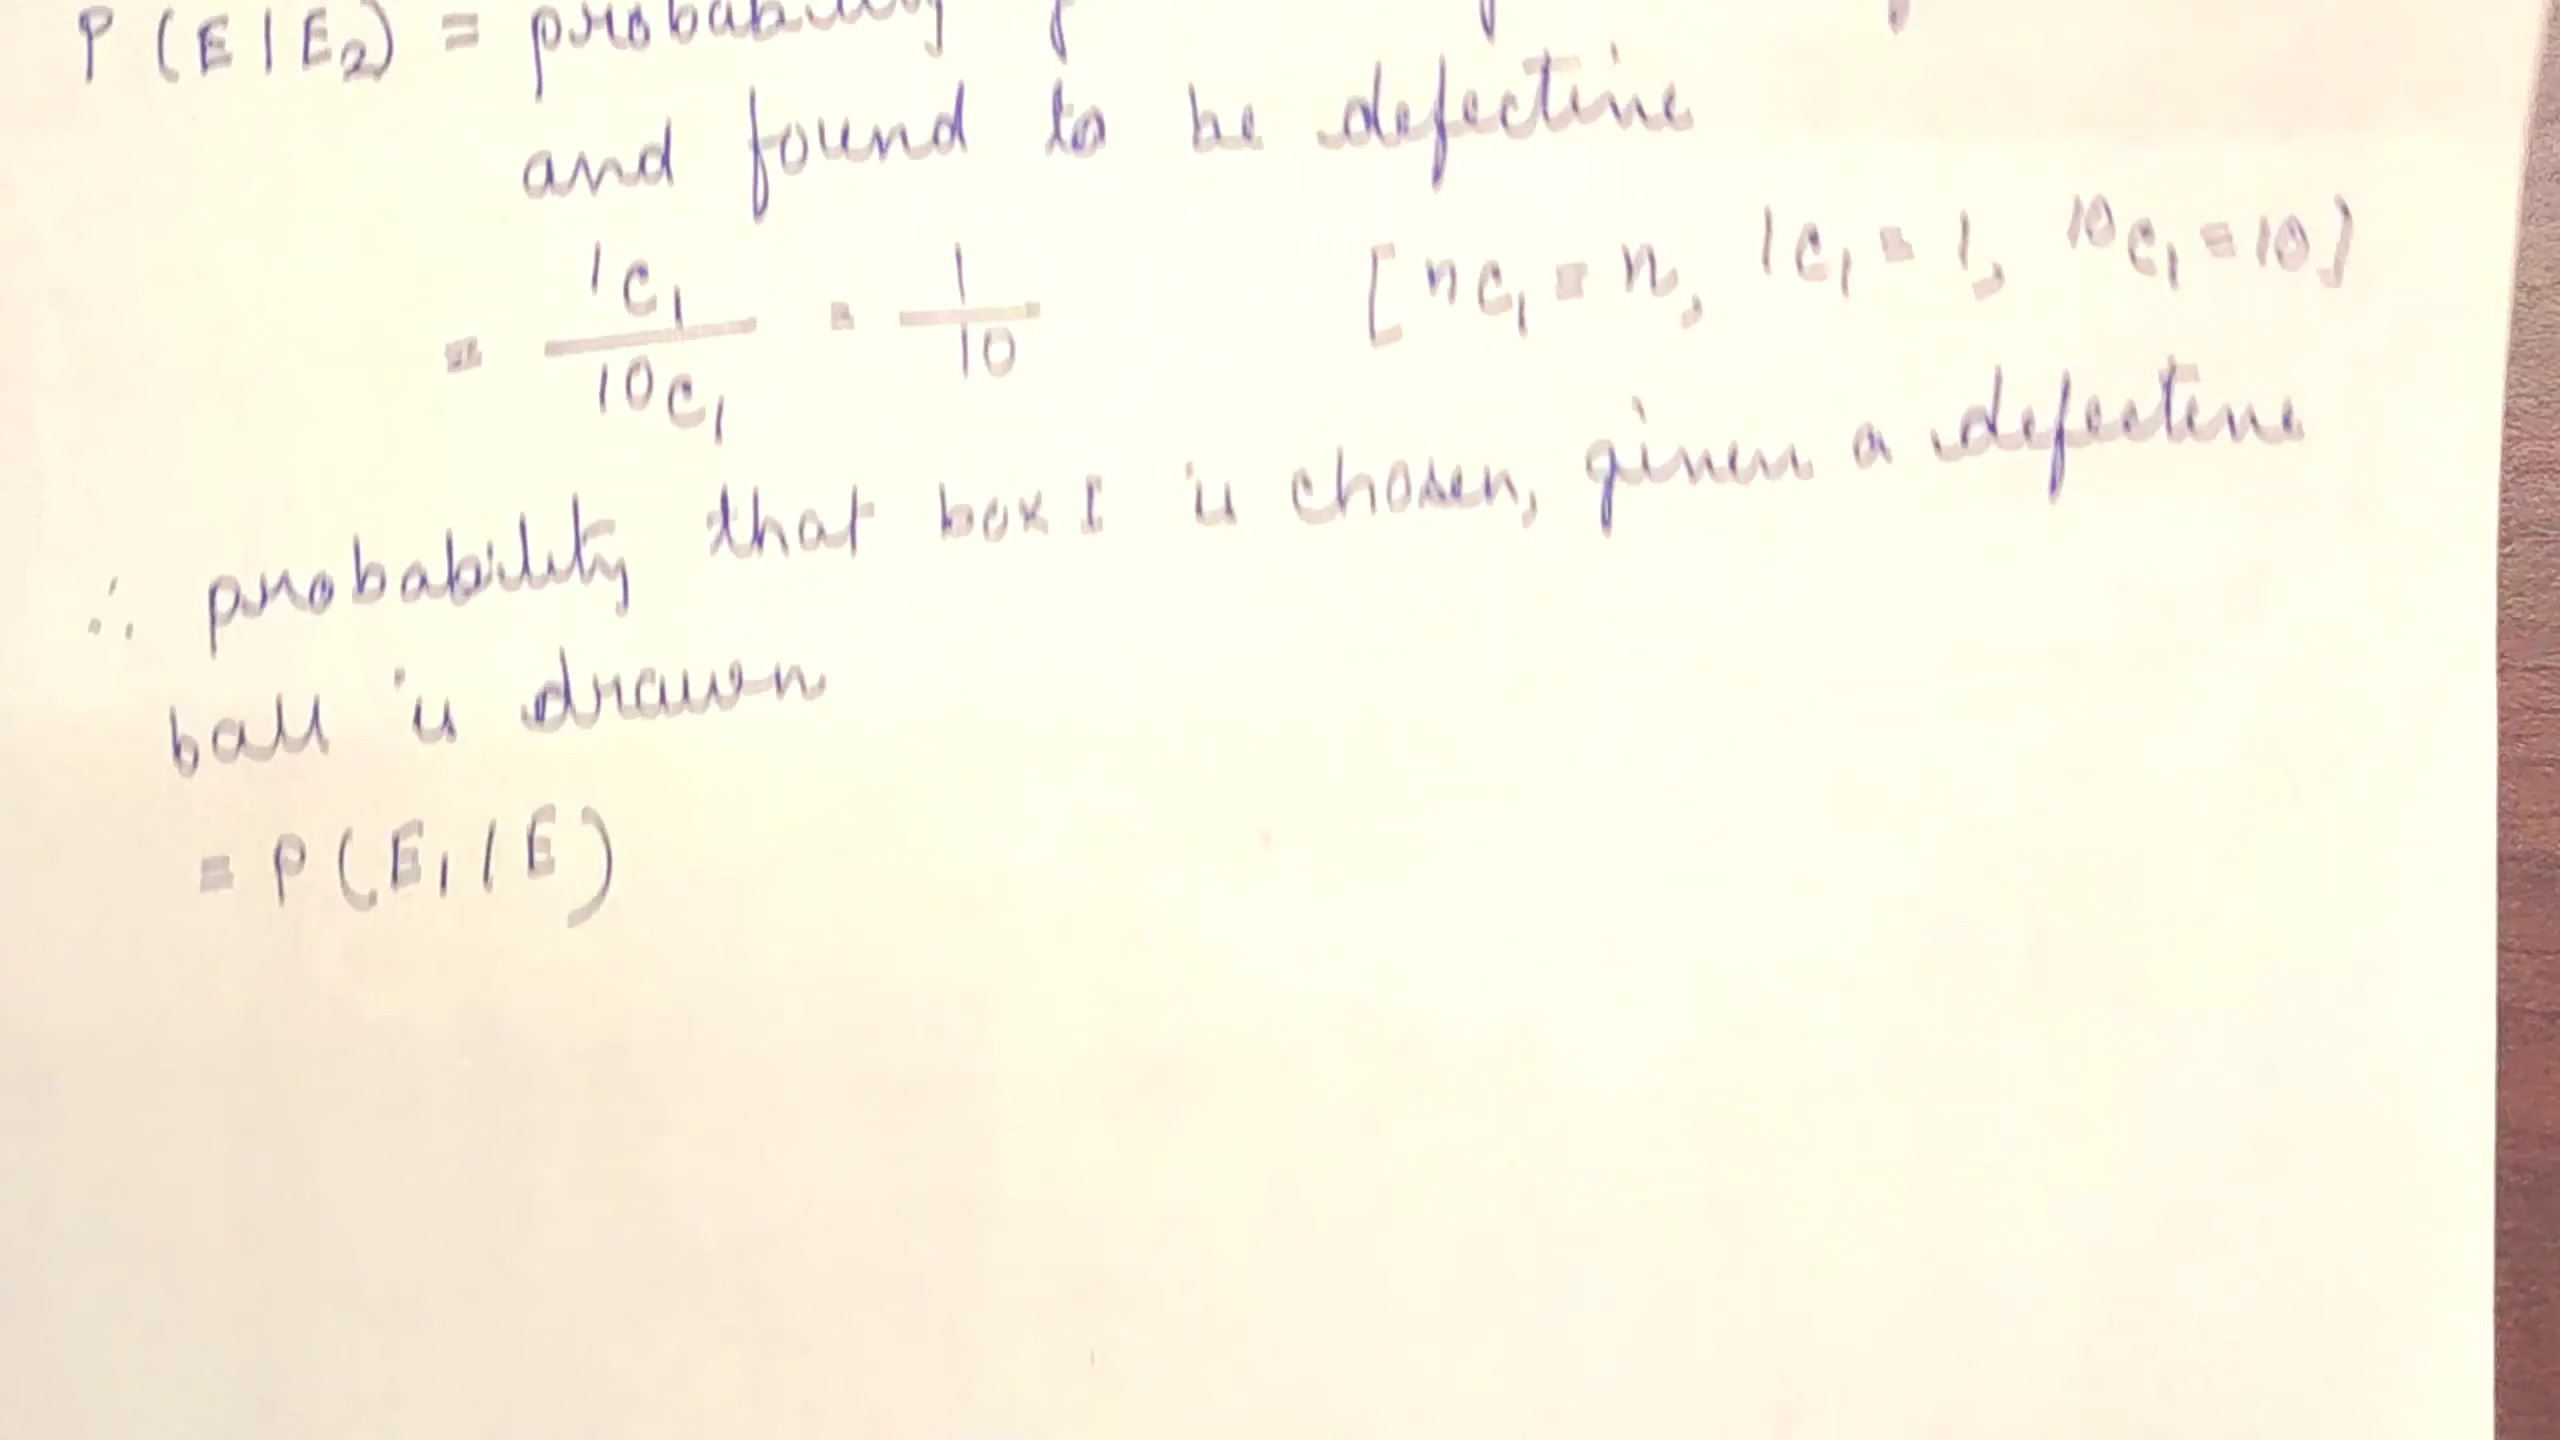 P(E|E2) = probability
and found to be defective
= 1C1/10C1 = 1/10 [nC1 = n, 1C1 = 1, 10C1 = 10]
∴ probability that box I is chosen, given a defective
ball is drawn
= P(E1/E)